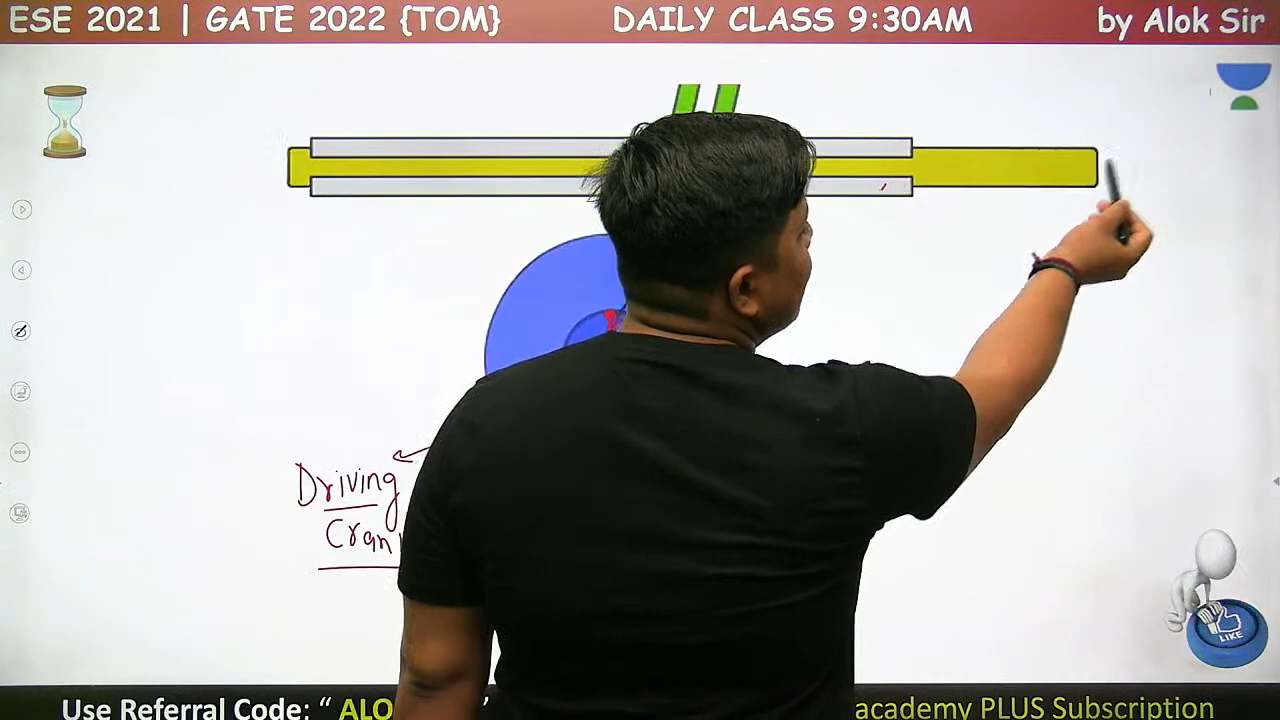 ESE 2021 | GATE 2022 {TOM} DAILY CLASS 9:30AM by Alok Sir
Driving
Cran
LIKE
Use Referral Code: “ ALO ” academy PLUS Subscription